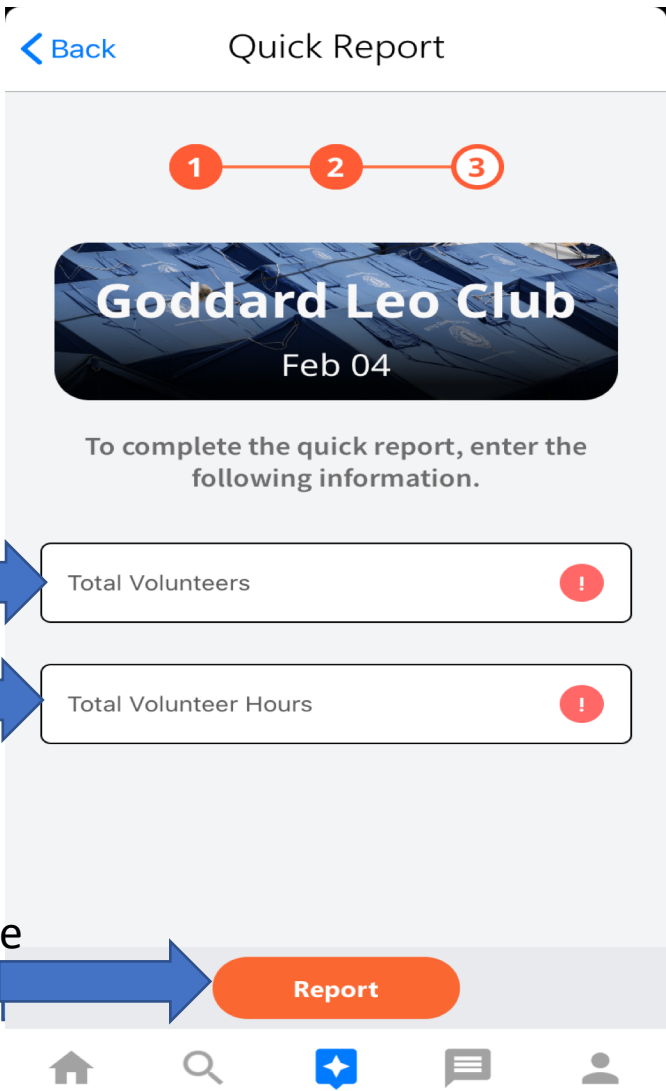 Back Quick Report
1 2 3
Goddard Leo Club
Feb 04
To complete the quick report, enter the
following information.
Total Volunteers !
Total Volunteer Hours !
e
Report